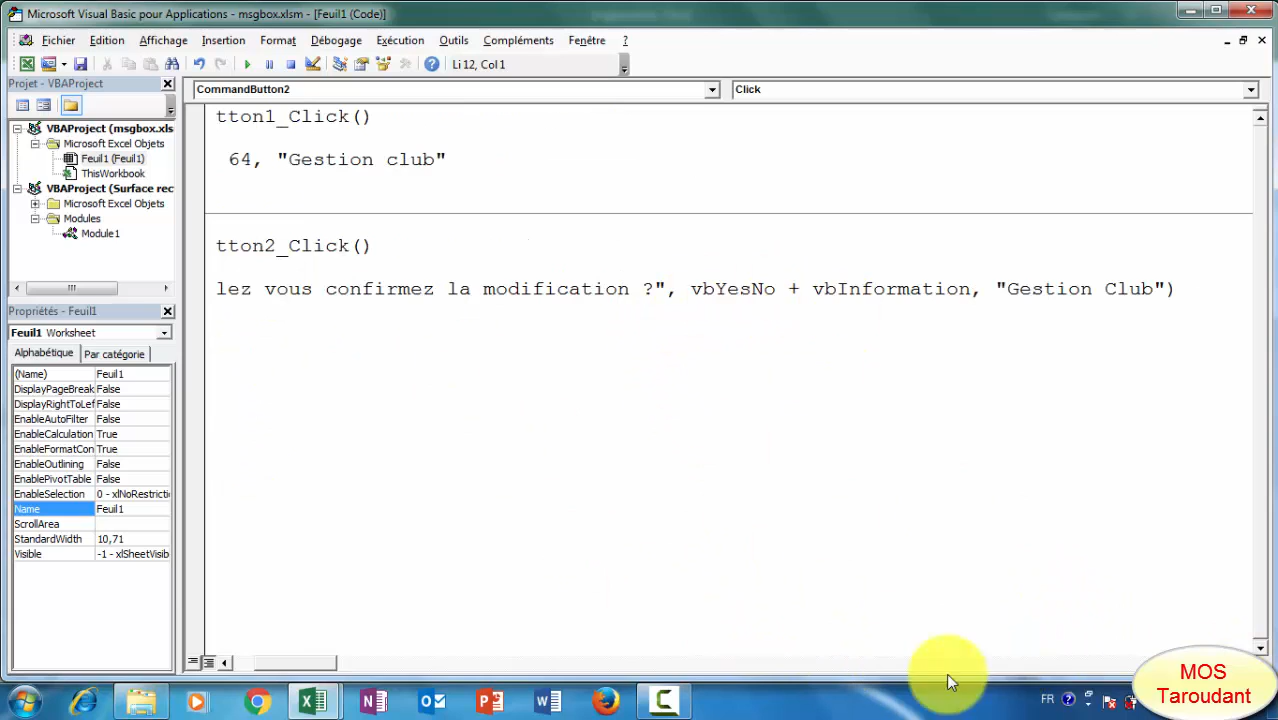 Microsoft Visual Basic pour Applications - msgbox.xlsm - [Feuil1 (Code)]
Fichier Edition Affichage Insertion Format Débogage Exécution Outils Compléments Fenêtre ?
Li 12, Col 1
Projet - VBAProject
CommandButton2 Click
VBAProject (msgbox.xls
Microsoft Excel Objets
Feuil1 (Feuil1)
ThisWorkbook
VBAProject (Surface rec
Microsoft Excel Objets
Modules
Module1
Propriétés - Feuil1
Feuil1 Worksheet
Alphabétique Par catégorie
(Name) Feuil1
DisplayPageBreak False
DisplayRightToLef False
EnableAutoFilter False
EnableCalculation True
EnableFormatCon True
EnableOutlining False
EnablePivotTable False
EnableSelection 0 - xlNoRestricti
Name Feuil1
ScrollArea
StandardWidth 10,71
Visible -1 - xlSheetVisib
tton1_Click()
64, "Gestion club"
tton2_Click()
lez vous confirmez la modification ?", vbYesNo + vbInformation, "Gestion Club")
FR
MOS
Taroudant